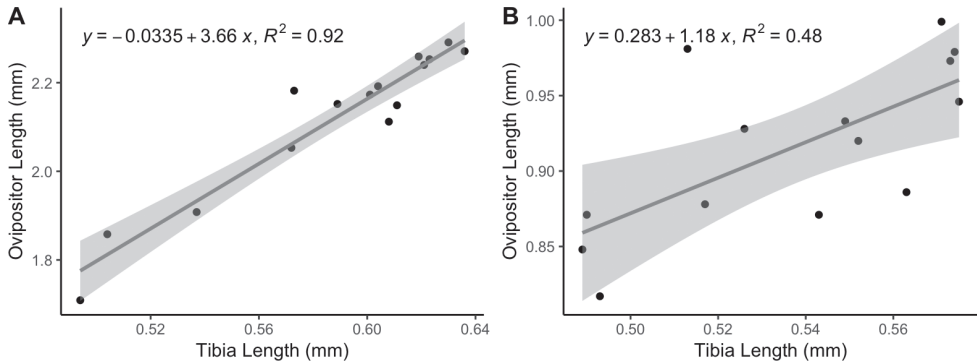 A
y = −0.0335 + 3.66 x, R² = 0.92
Ovipositor Length (mm)
2.2
2.0
1.8
0.52 0.56 0.60 0.64
Tibia Length (mm)
B
y = 0.283 + 1.18 x, R² = 0.48
Ovipositor Length (mm)
1.00
0.95
0.90
0.85
0.50 0.52 0.54 0.56
Tibia Length (mm)